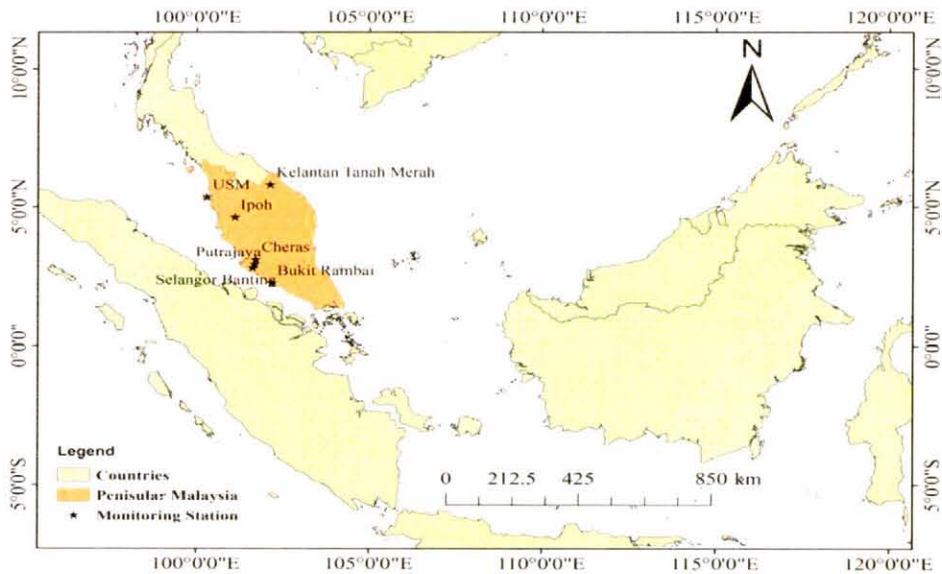 100°0'0"E 105°0'0"E 110°0'0"E 115°0'0"E 120°0'0"E
10°0'0"N 10°0'0"N
N
Kelantan Tanah Merah
USM
Ipoh
5°0'0"N 5°0'0"N
Cheras
Putrajaya
Bukit Rambai
Selangor Banting
0°0'0" 0°0'0"
Legend
Countries
Penisular Malaysia
Monitoring Station
0 212.5 425 850 km
5°0'0"S 5°0'0"S
100°0'0"E 105°0'0"E 110°0'0"E 115°0'0"E 120°0'0"E